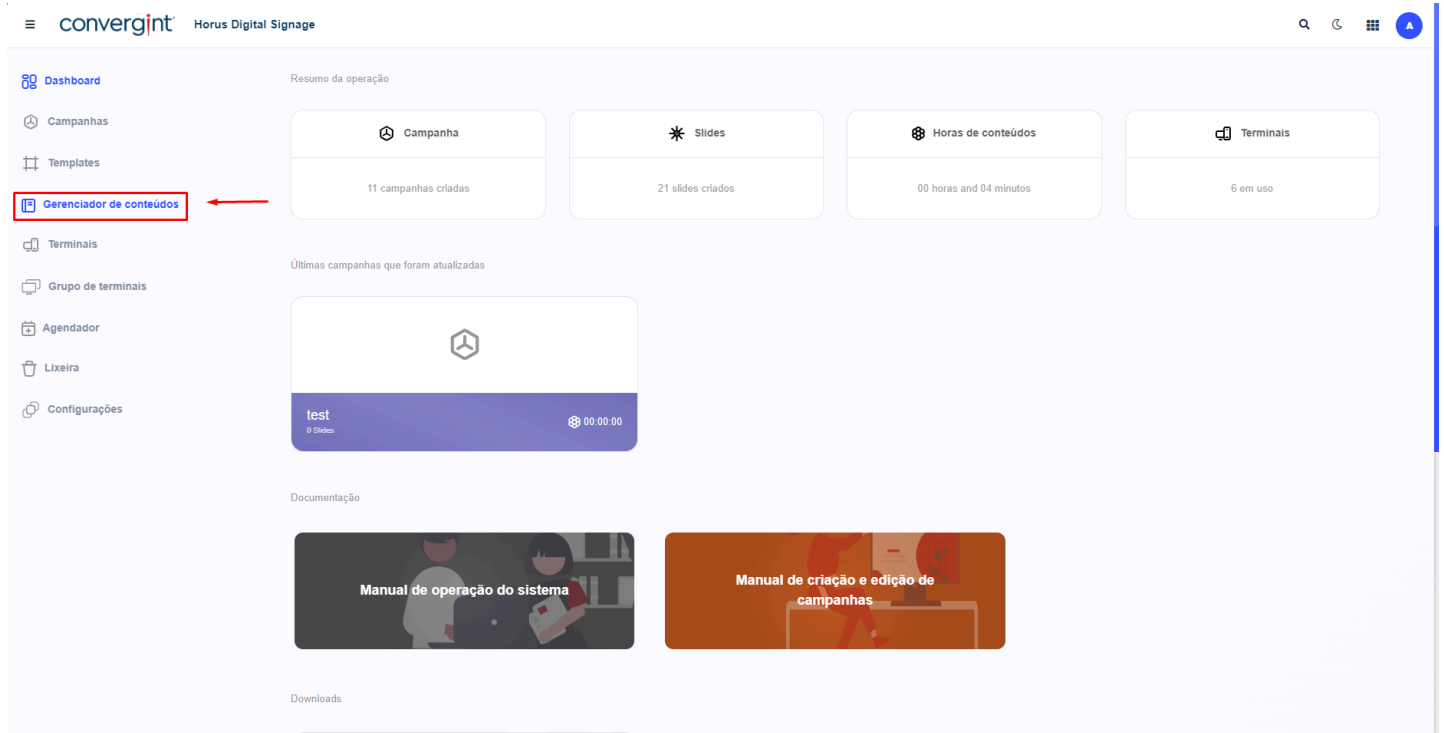 convergint
Horus Digital Signage
A
Dashboard
Campanhas
Templates
Gerenciador de conteúdos
Terminais
Grupo de terminais
Agendador
Lixeira
Configurações
Resumo da operação
Campanha
11 campanhas criadas
Slides
21 slides criados
Horas de conteúdos
00 horas and 04 minutos
Terminais
6 em uso
Últimas campanhas que foram atualizadas
test
0 Slides
00:00:00
Documentação
Manual de operação do sistema
Manual de criação e edição de
campanhas
Downloads